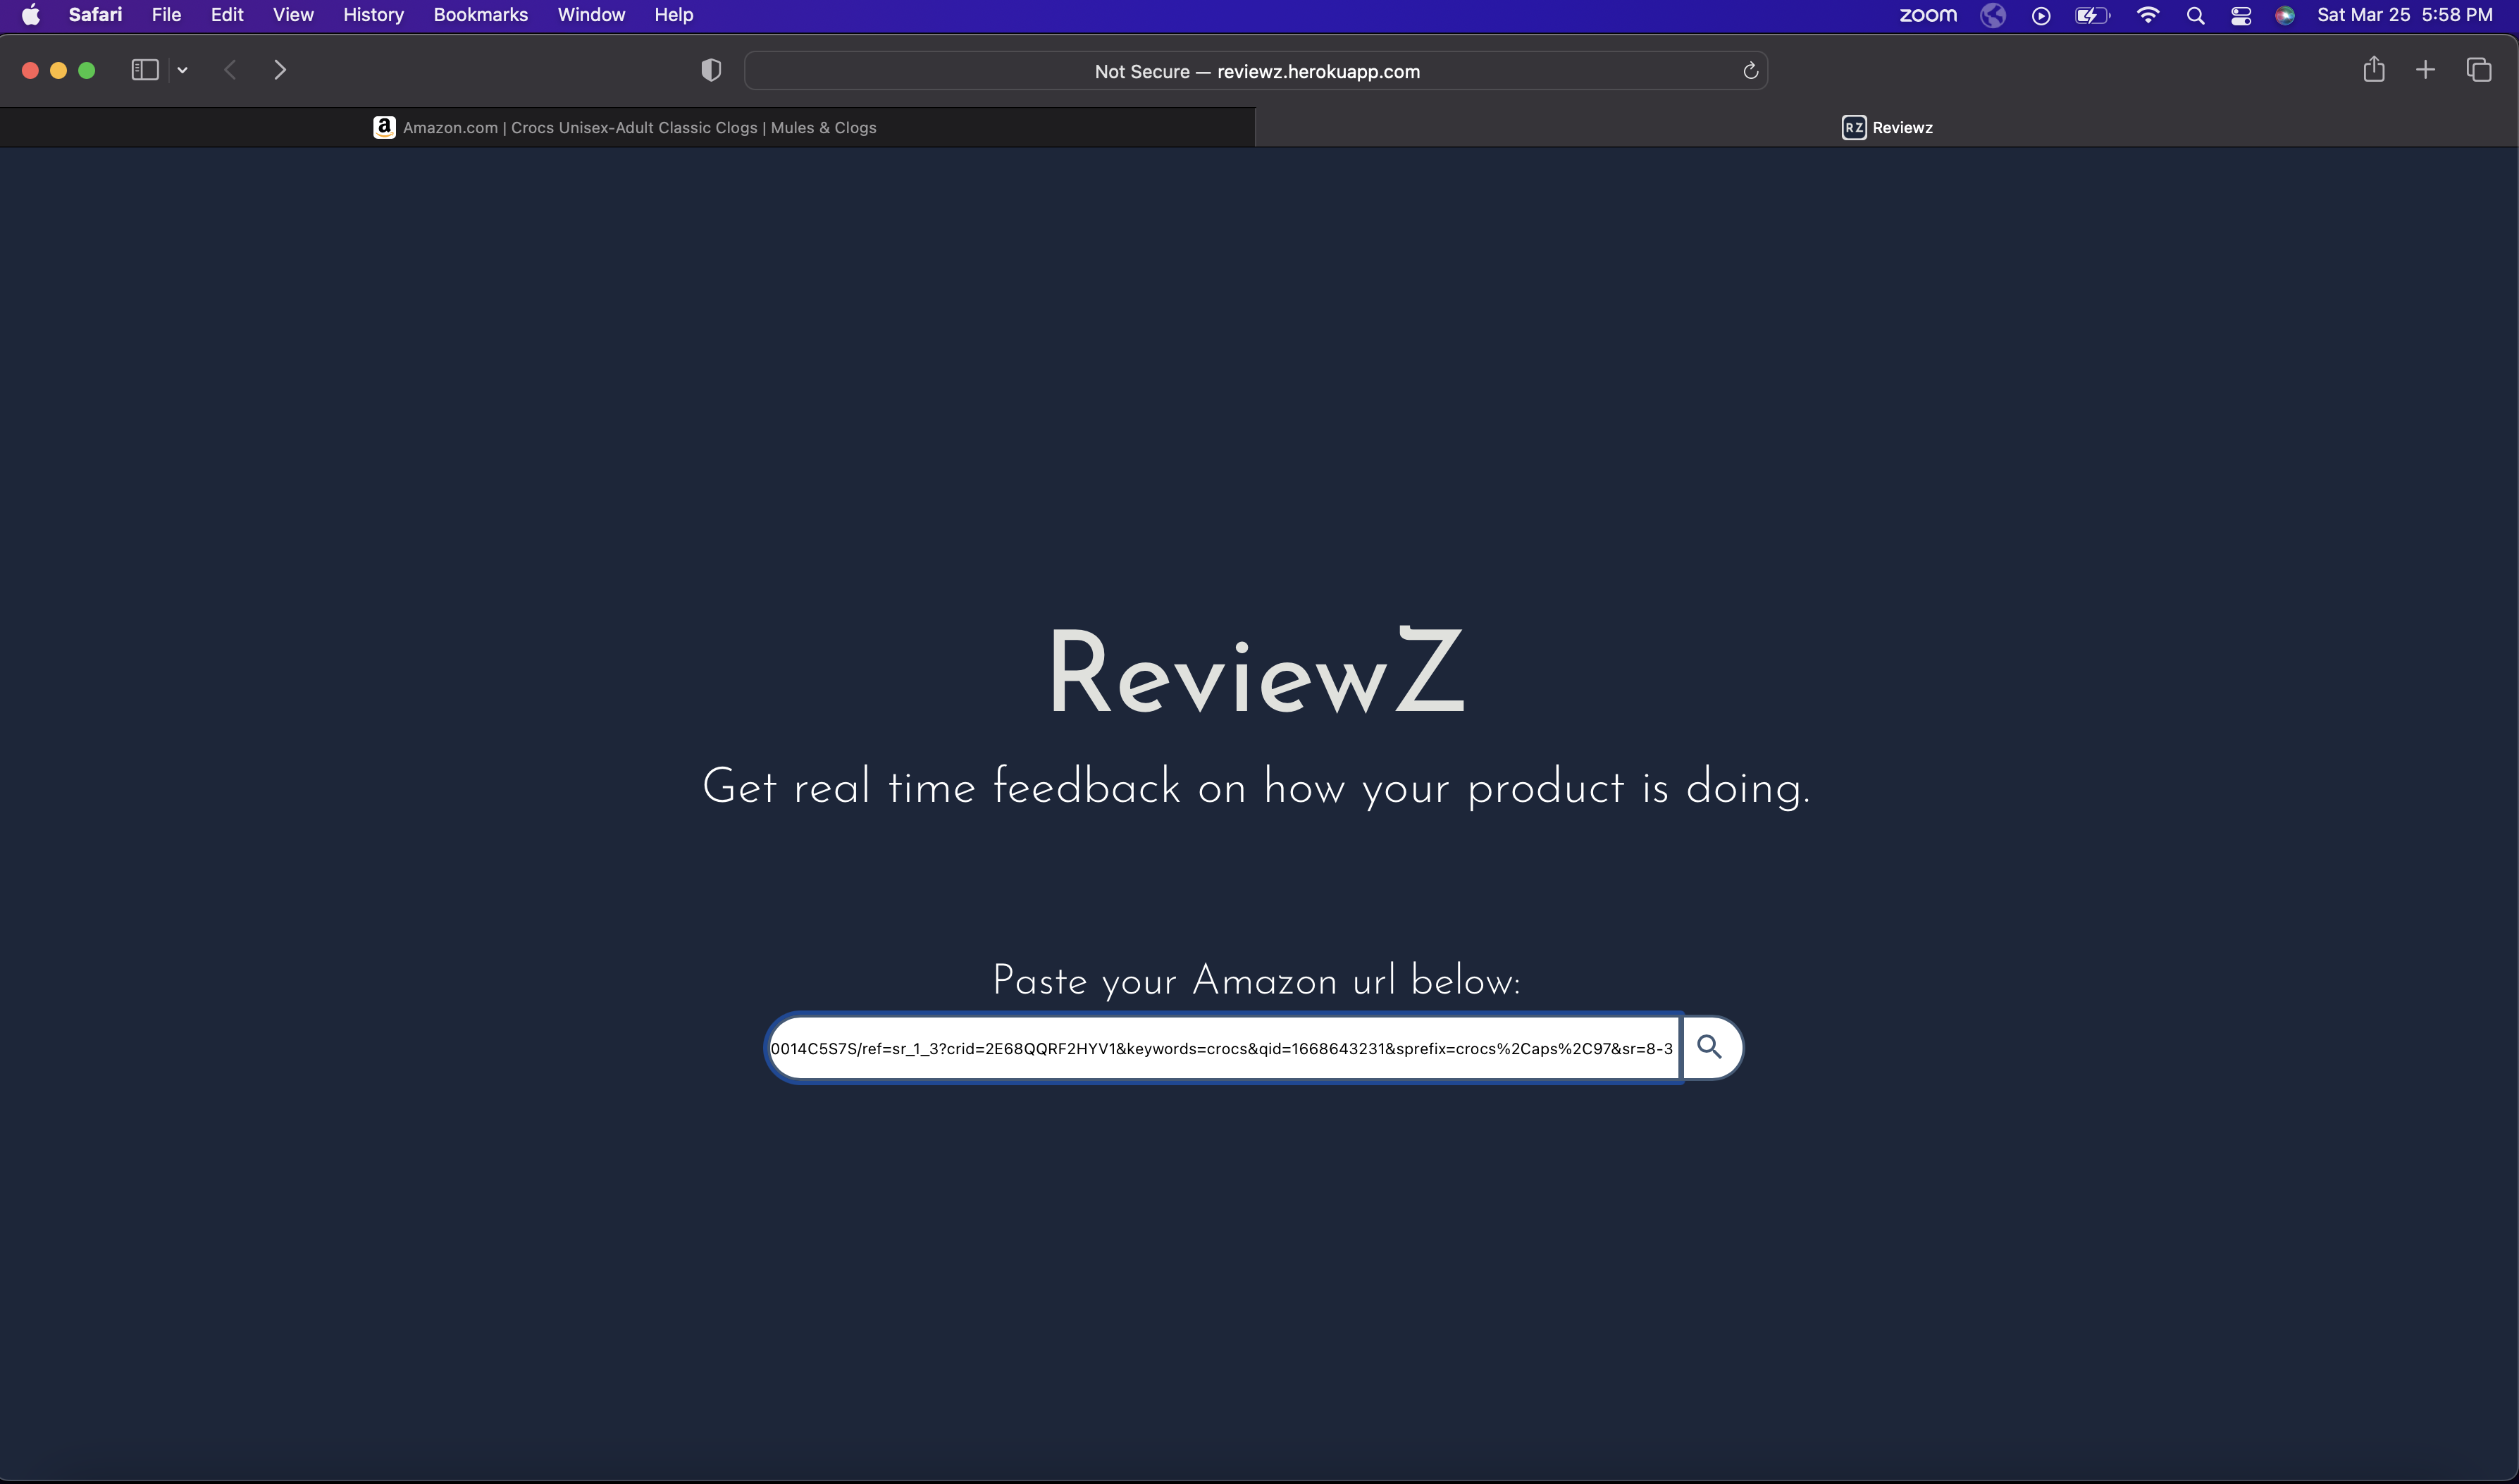 Safari File Edit View History Bookmarks Window Help zoom Sat Mar 25 5:58 PM
Not Secure — reviewz.herokuapp.com
a Amazon.com | Crocs Unisex-Adult Classic Clogs | Mules & Clogs RZ Reviewz
ReviewZ
Get real time feedback on how your product is doing.
Paste your Amazon url below:
0014C5S7S/ref=sr_1_3?crid=2E68QQRF2HYV1&keywords=crocs&qid=1668643231&sprefix=crocs%2Caps%2C97&sr=8-3